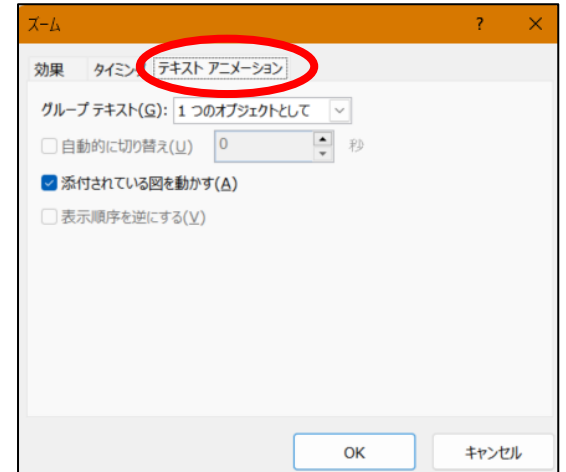 ズーム ? ×
効果 タイミング テキスト アニメーション
グループ テキスト(G): 1 つのオブジェクトとして
自動的に切り替え(U) 0 秒
添付されている図を動かす(A)
表示順序を逆にする(V)
OK キャンセル